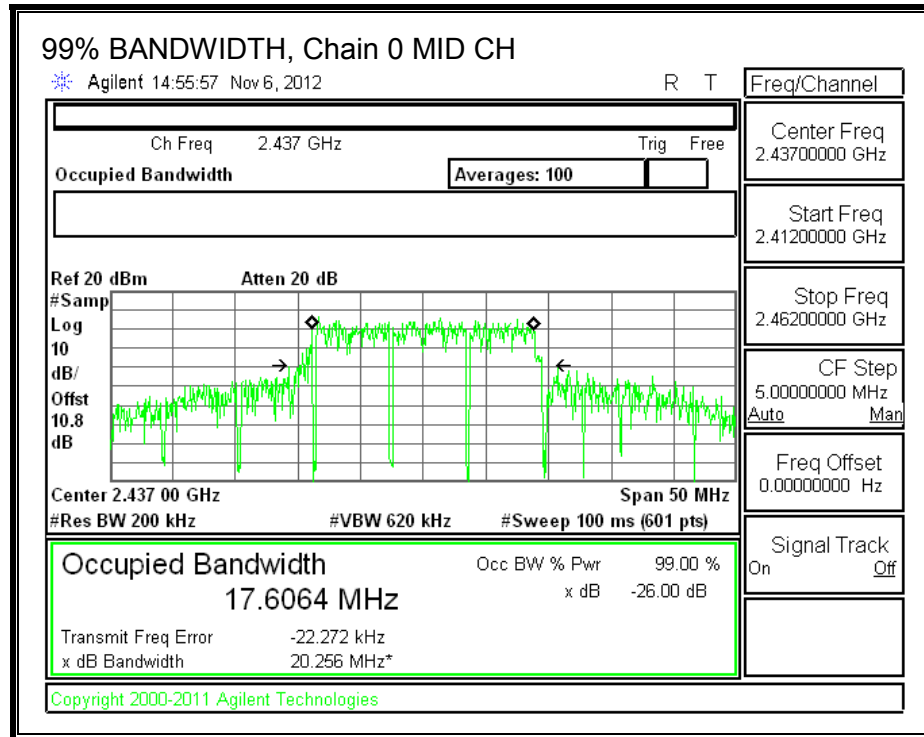 99% BANDWIDTH, Chain 0 MID CH
Agilent 14:55:57 Nov 6, 2012 R T
Freq/Channel
Ch Freq 2.437 GHz Trig Free
Occupied Bandwidth Averages: 100
Center Freq
2.43700000 GHz
Start Freq
2.41200000 GHz
Stop Freq
2.46200000 GHz
CF Step
5.00000000 MHz
Auto Man
Freq Offset
0.00000000 Hz
Signal Track
On Off
Ref 20 dBm Atten 20 dB
#Samp
Log
10
dB/
Offst
10.8
dB
Center 2.437 00 GHz Span 50 MHz
#Res BW 200 kHz #VBW 620 kHz #Sweep 100 ms (601 pts)
Occupied Bandwidth Occ BW % Pwr 99.00 %
17.6064 MHz x dB -26.00 dB
Transmit Freq Error -22.272 kHz
x dB Bandwidth 20.256 MHz*
Copyright 2000-2011 Agilent Technologies